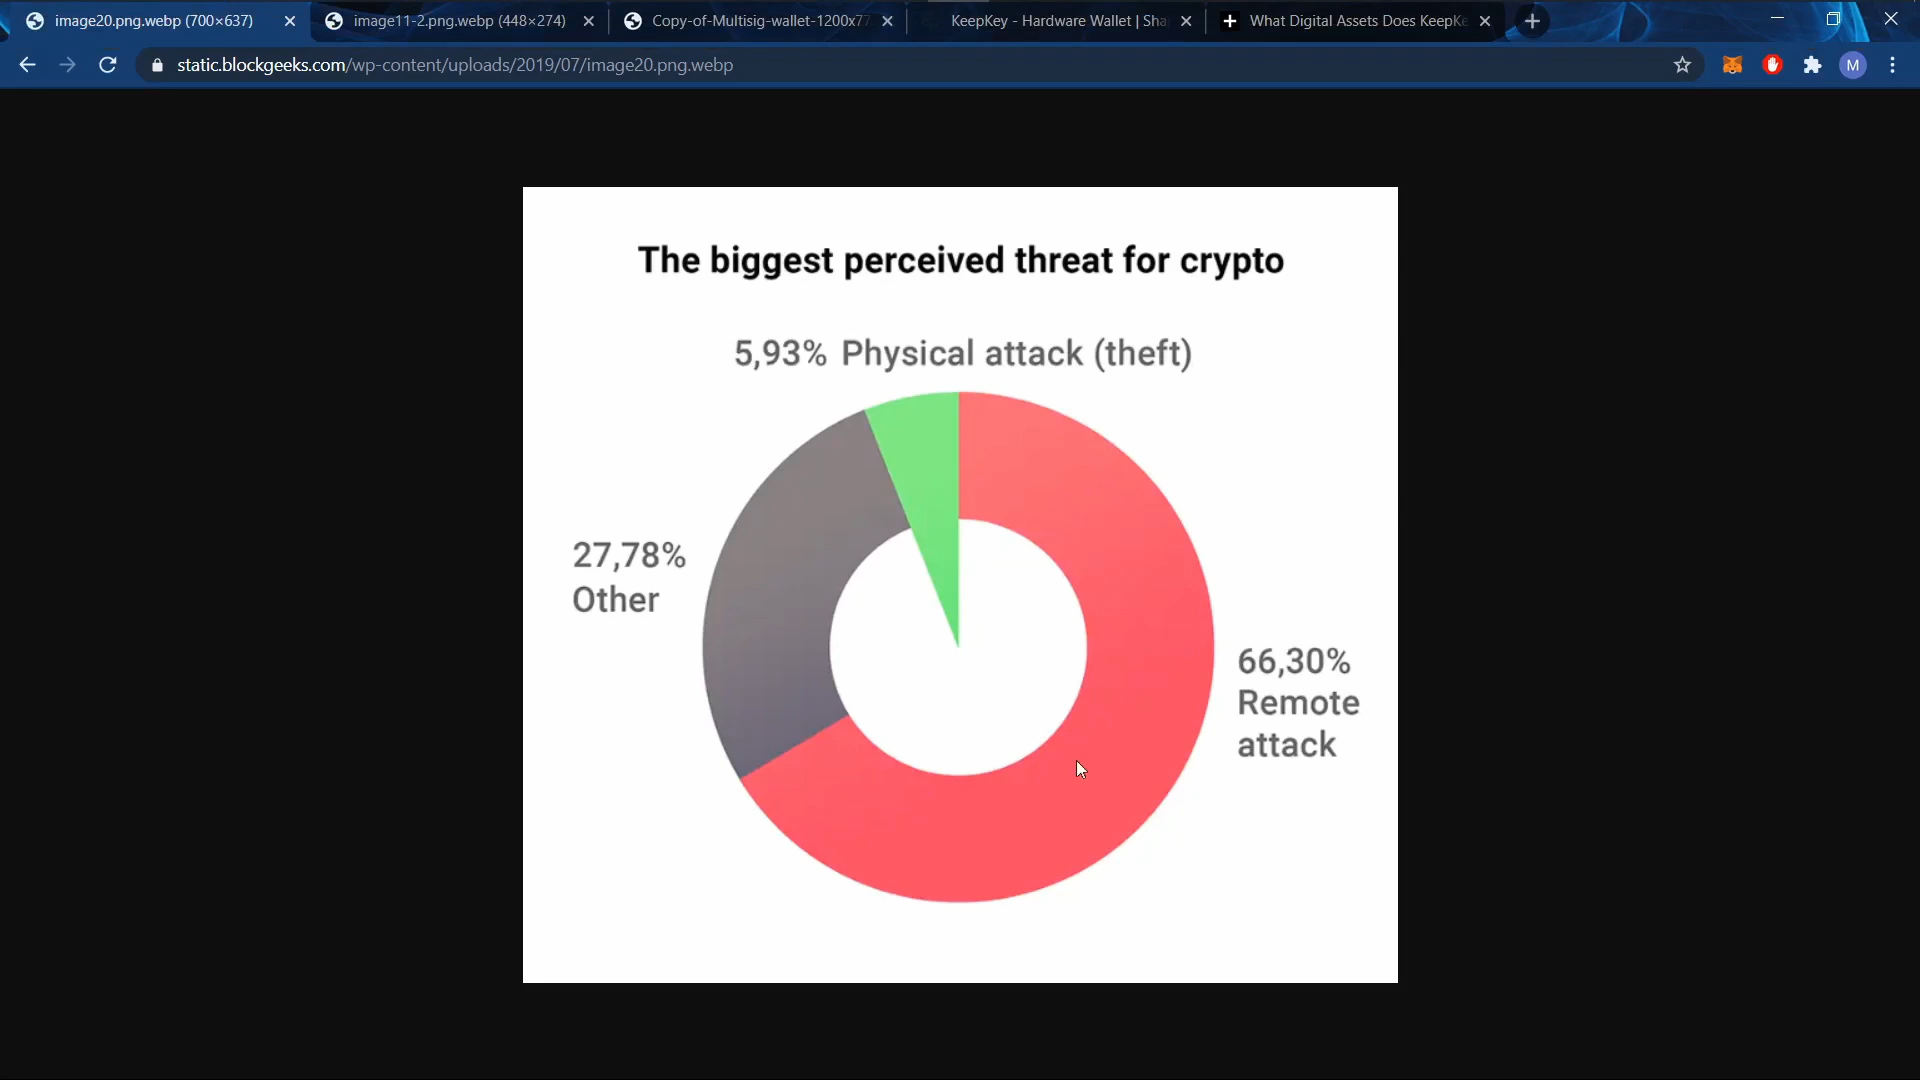 image20.png.webp (700×637)
image11-2.png.webp (448×274)
Copy-of-Multisig-wallet-1200x77
KeepKey - Hardware Wallet | Sha
What Digital Assets Does KeepKe
static.blockgeeks.com/wp-content/uploads/2019/07/image20.png.webp
M
The biggest perceived threat for crypto
5,93% Physical attack (theft)
27,78%
Other
66,30%
Remote
attack